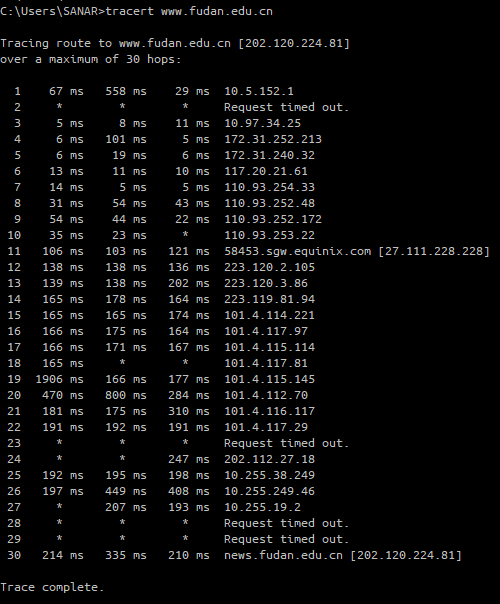 C:\Users\SANAR>tracert www.fudan.edu.cn
Tracing route to www.fudan.edu.cn [202.120.224.81]
over a maximum of 30 hops:
1 67 ms 558 ms 29 ms 10.5.152.1
2 * * * Request timed out.
3 5 ms 8 ms 11 ms 10.97.34.25
4 6 ms 101 ms 5 ms 172.31.252.213
5 6 ms 19 ms 6 ms 172.31.240.32
6 13 ms 11 ms 10 ms 117.20.21.61
7 14 ms 5 ms 5 ms 110.93.254.33
8 31 ms 54 ms 43 ms 110.93.252.48
9 54 ms 44 ms 22 ms 110.93.252.172
10 35 ms 23 ms * 110.93.253.22
11 106 ms 103 ms 121 ms 58453.sgw.equinix.com [27.111.228.228]
12 138 ms 138 ms 136 ms 223.120.2.105
13 139 ms 138 ms 202 ms 223.120.3.86
14 165 ms 178 ms 164 ms 223.119.81.94
15 165 ms 165 ms 174 ms 101.4.114.221
16 166 ms 175 ms 164 ms 101.4.117.97
17 166 ms 171 ms 167 ms 101.4.115.114
18 165 ms * * 101.4.117.81
19 1906 ms 166 ms 177 ms 101.4.115.145
20 470 ms 800 ms 284 ms 101.4.112.70
21 181 ms 175 ms 310 ms 101.4.116.117
22 191 ms 192 ms 191 ms 101.4.117.29
23 * * * Request timed out.
24 * * 247 ms 202.112.27.18
25 192 ms 195 ms 198 ms 10.255.38.249
26 197 ms 449 ms 408 ms 10.255.249.46
27 * 207 ms 193 ms 10.255.19.2
28 * * * Request timed out.
29 * * * Request timed out.
30 214 ms 335 ms 210 ms news.fudan.edu.cn [202.120.224.81]
Trace complete.